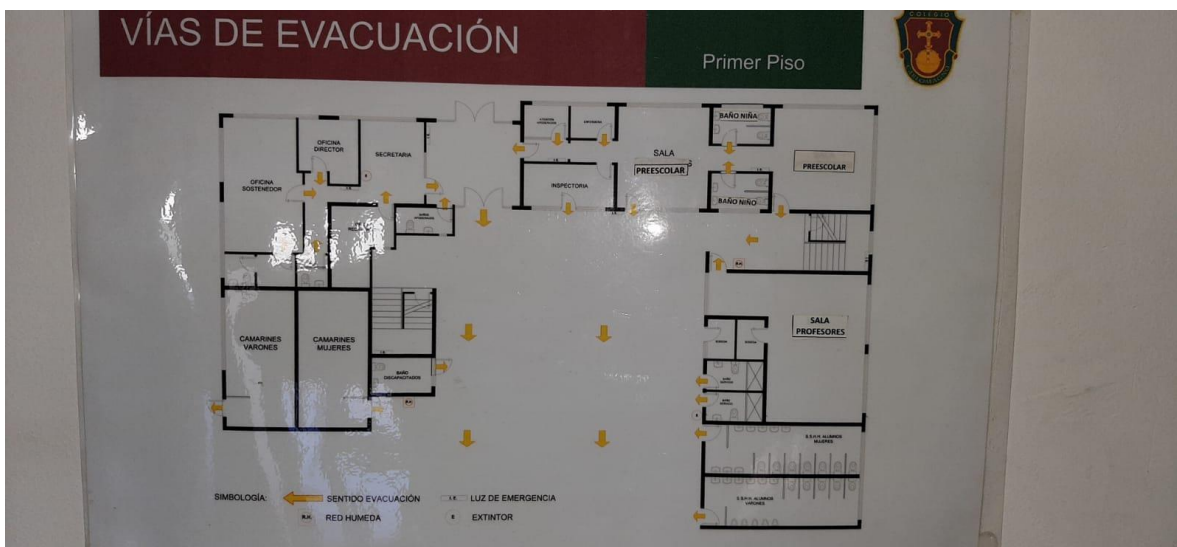 VÍAS DE EVACUACIÓN
Primer Piso
COLEGIO
OFICINA
DIRECTOR
SECRETARIA
OFICINA
SOSTENEDOR
INSPECTORIA
SALA
PREESCOLAR
BAÑO NIÑA
BAÑO NIÑO
PREESCOLAR
R.H.
SALA
PROFESORES
CAMARINES
VARONES
CAMARINES
MUJERES
BAÑO
DISCAPACITADOS
R.H.
E
S.S.H.H. ALUMNOS
MUJERES
S.S.H.H. ALUMNOS
VARONES
SIMBOLOGÍA:
SENTIDO EVACUACIÓN
I.E. LUZ DE EMERGENCIA
R.H. RED HUMEDA
E EXTINTOR